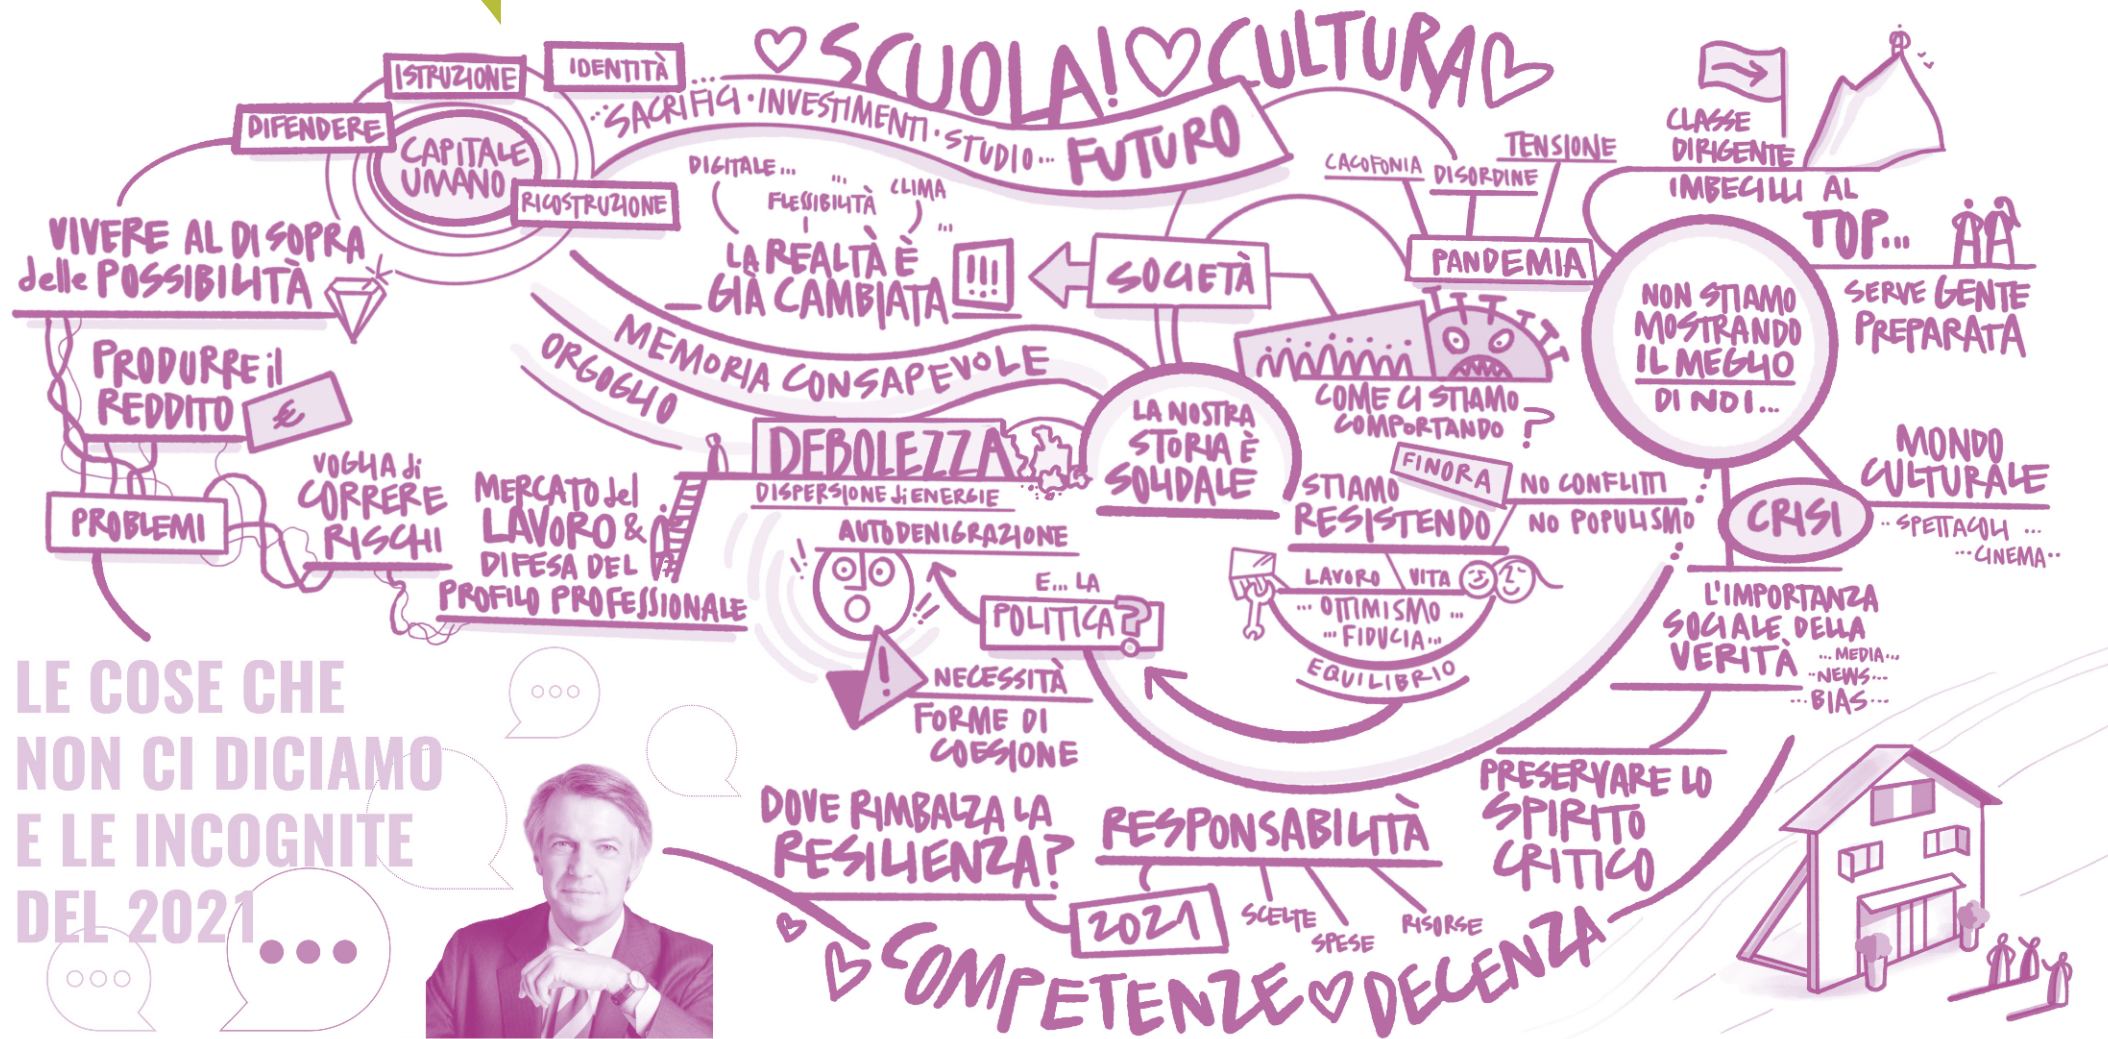 SCUOLA! CULTURA
ISTRUZIONE
IDENTITÀ
DIFENDERE
CAPITALE
UMANO
RICOSTRUZIONE
...
SACRIFICI · INVESTIMENTI · STUDIO...
FUTURO
VIVERE AL DI SOPRA
delle POSSIBILITÀ
PRODURRE il
REDDITO
€
PROBLEMI
VOGLIA di
CORRERE
RISCHI
MERCATO del
LAVORO &
DIFESA DEL
PROFILO PROFESSIONALE
DIGITALE...
...
FLESSIBILITÀ
CLIMA
...
LA REALTÀ È
GIÀ CAMBIATA
!!!
SOCIETÀ
MEMORIA CONSAPEVOLE
ORGOGLIO
DEBOLEZZA
DISPERSIONE di ENERGIE
AUTODENIGRAZIONE
E... LA
POLITICA?
!
NECESSITÀ
FORME DI
COESIONE
LA NOSTRA
STORIA È
SOLIDALE
CACOFONIA
DISORDINE
TENSIONE
PANDEMIA
COME CI STIAMO
COMPORTANDO ?
FINORA
STIAMO
RESISTENDO
NO CONFLITTI
NO POPULISMO
LAVORO
VITA
... OTTIMISMO ...
... FIDUCIA...
EQUILIBRIO
CLASSE
DIRIGENTE
IMBECILLI AL
TOP...
SERVE GENTE
PREPARATA
NON STIAMO
MOSTRANDO
IL MEGLIO
DI NOI...
CRISI
MONDO
CULTURALE
.. SPETTACOLI ...
... CINEMA..
L'IMPORTANZA
SOCIALE DELLA
VERITÀ
... MEDIA...
..NEWS...
... BIAS...
PRESERVARE LO
SPIRITO
CRITICO
LE COSE CHE
NON CI DICIAMO
E LE INCOGNITE
DEL 2021
DOVE RIMBALZA LA
RESILIENZA?
2021
RESPONSABILITÀ
SCELTE
SPESE
RISORSE
COMPETENZE DECENZA